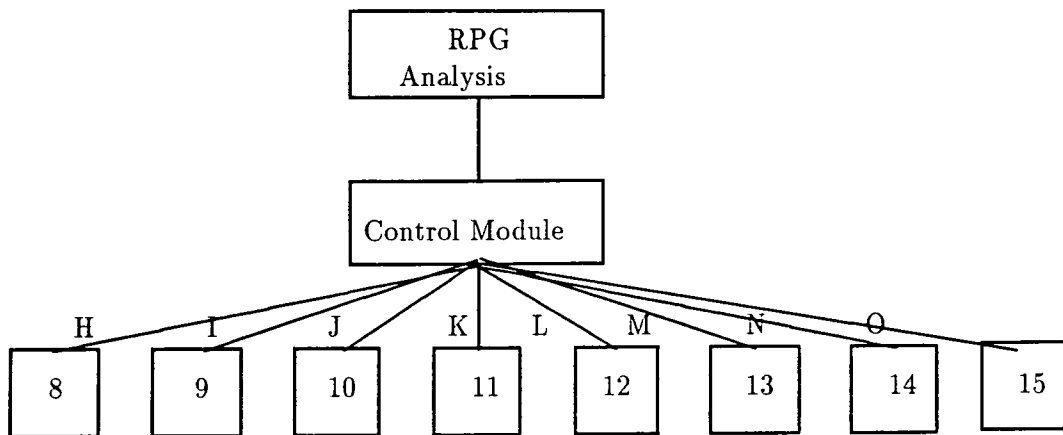 RPG
Analysis
Control Module
H I J K L M N O
8 9 10 11 12 13 14 15